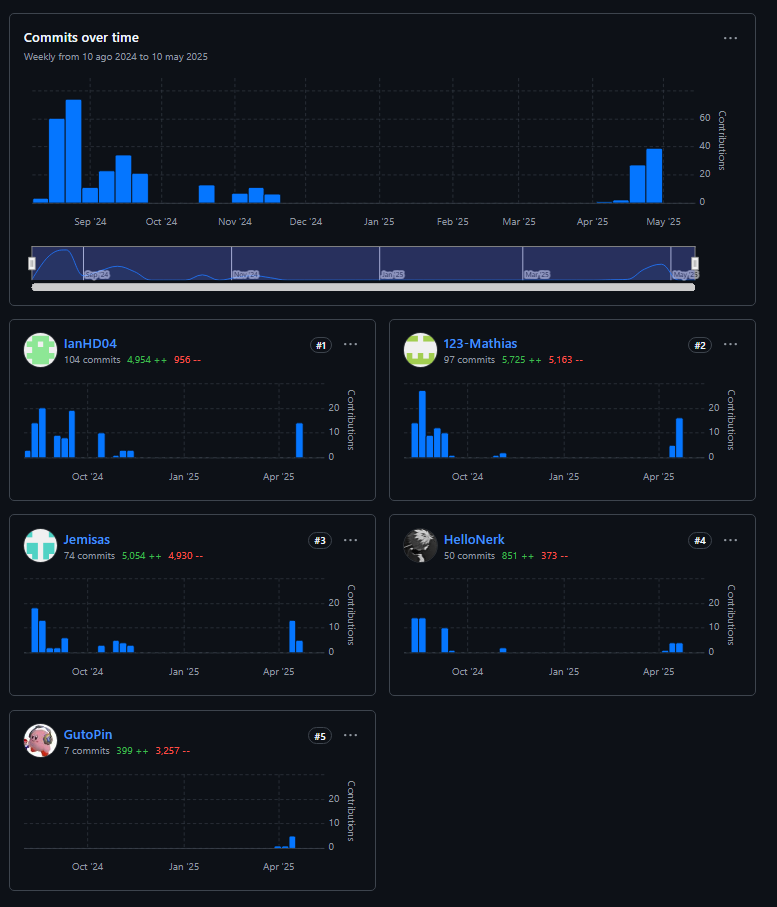 Commits over time
Weekly from 10 ago 2024 to 10 may 2025
60
40
20
0
Contributions
Sep '24
Oct '24
Nov '24
Dec '24
Jan '25
Feb '25
Mar '25
Apr '25
May '25
Sep '24
Nov '24
Jan '25
Mar '25
May '25
IanHD04
#1
104 commits 4,954 ++ 956 --
20
10
0
Contributions
Oct '24
Jan '25
Apr '25
123-Mathias
#2
97 commits 5,725 ++ 5,163 --
20
10
0
Contributions
Oct '24
Jan '25
Apr '25
Jemisas
#3
74 commits 5,054 ++ 4,930 --
20
10
0
Contributions
Oct '24
Jan '25
Apr '25
HelloNerk
#4
50 commits 851 ++ 373 --
20
10
0
Contributions
Oct '24
Jan '25
Apr '25
GutoPin
#5
7 commits 399 ++ 3,257 --
20
10
0
Contributions
Oct '24
Jan '25
Apr '25